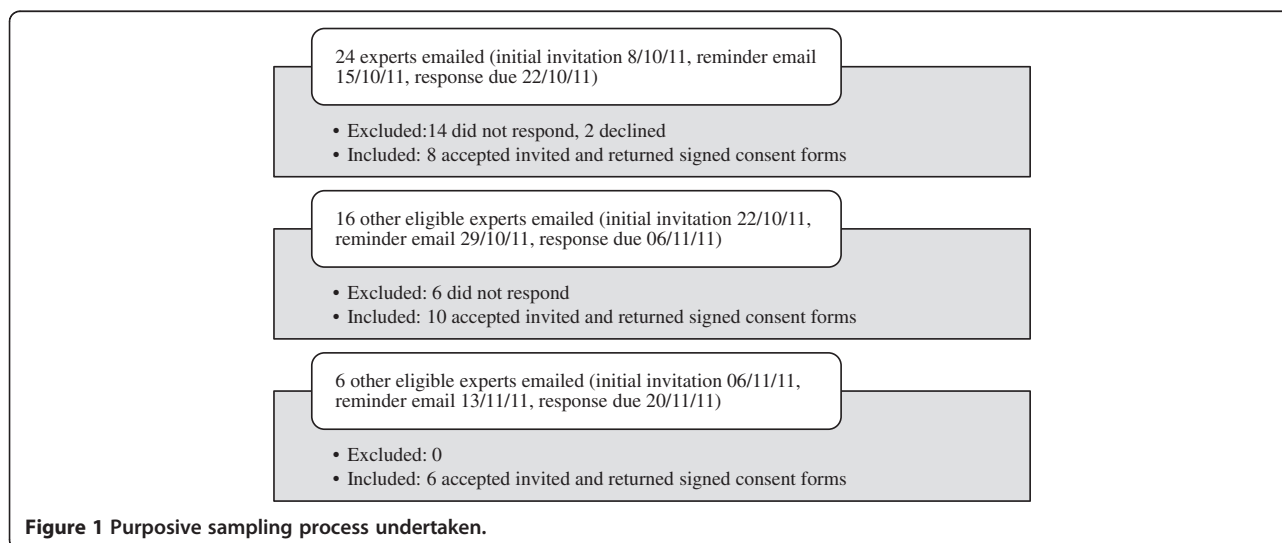 24 experts emailed (initial invitation 8/10/11, reminder email
15/10/11, response due 22/10/11)
• Excluded:14 did not respond, 2 declined
• Included: 8 accepted invited and returned signed consent forms
16 other eligible experts emailed (initial invitation 22/10/11,
reminder email 29/10/11, response due 06/11/11)
• Excluded: 6 did not respond
• Included: 10 accepted invited and returned signed consent forms
6 other eligible experts emailed (initial invitation 06/11/11,
reminder email 13/11/11, response due 20/11/11)
• Excluded: 0
• Included: 6 accepted invited and returned signed consent forms
Figure 1 Purposive sampling process undertaken.